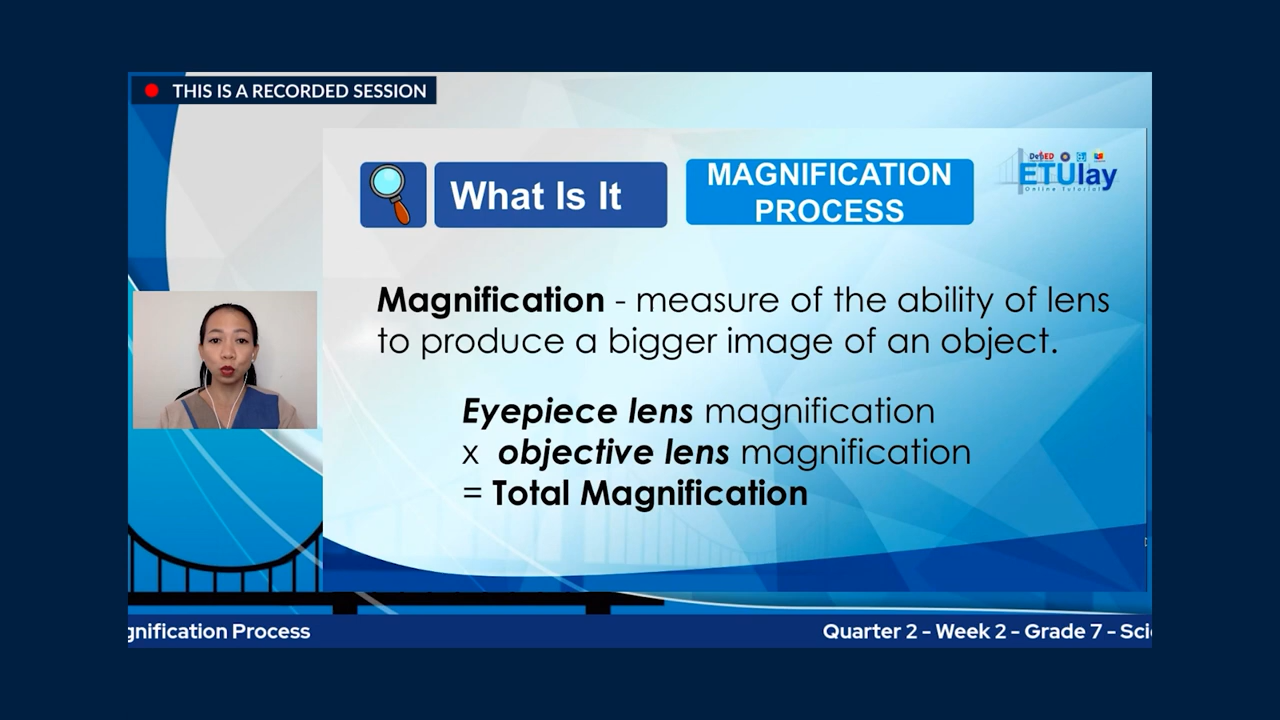 THIS IS A RECORDED SESSION
What Is It
MAGNIFICATION
PROCESS
DepED
ETUlay
Online Tutorial
Magnification - measure of the ability of lens
to produce a bigger image of an object.
Eyepiece lens magnification
x objective lens magnification
= Total Magnification
gnification Process
Quarter 2 - Week 2 - Grade 7 - Sci